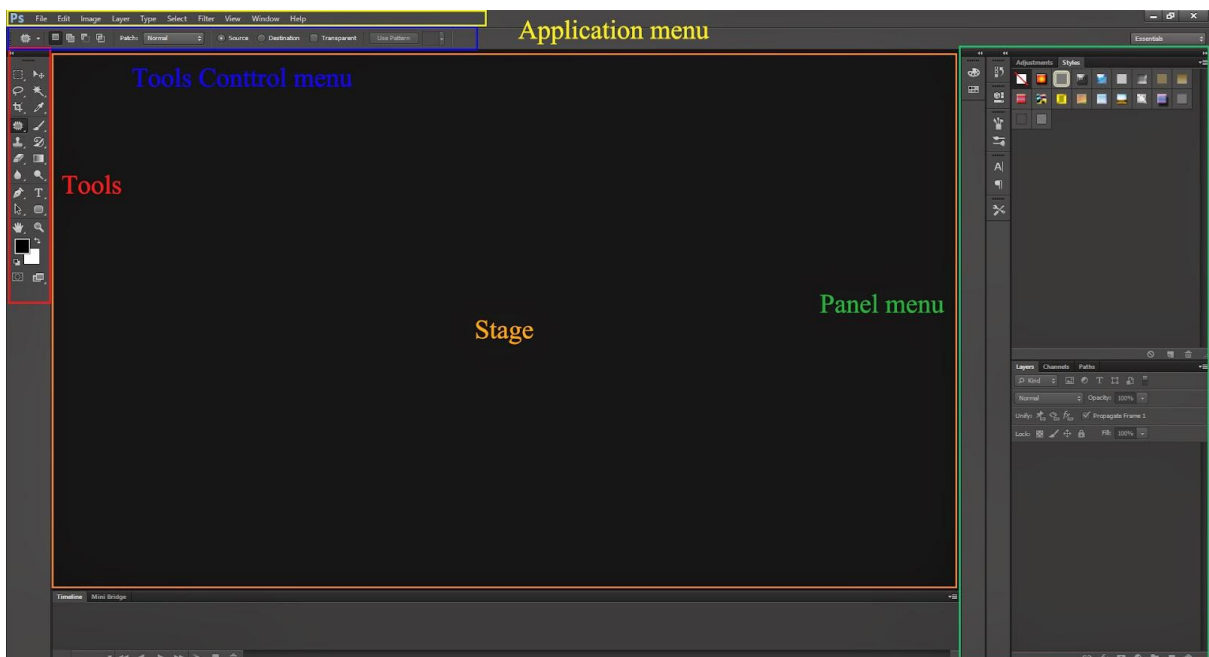 Ps File Edit Image Layer Type Select Filter View Window Help
Application menu
Patch: Normal Source Destination Transparent Use Pattern
Essentials
Tools Conttrol menu
Adjustments Styles
A
Tools
T
Panel menu
Stage
Layers Channels Paths
Kind T
Normal Opacity: 100%
Unify: Propagate Frame 1
Lock: Fill: 100%
Timeline Mini Bridge